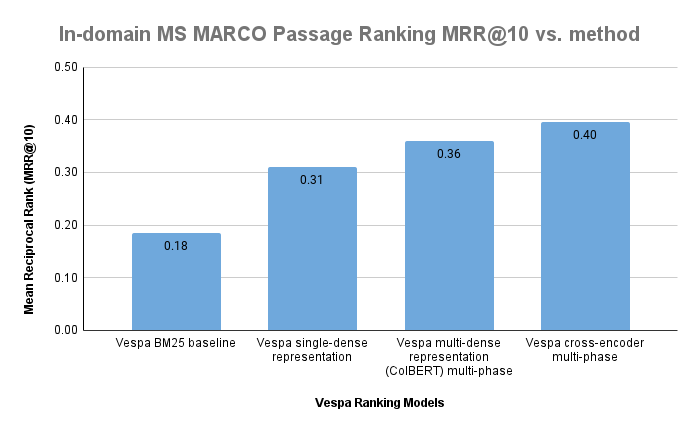 In-domain MS MARCO Passage Ranking MRR@10 vs. method
Mean Reciprocal Rank (MRR@10)
0.50
0.40
0.30
0.20
0.10
0.00
0.18
0.31
0.36
0.40
Vespa BM25 baseline
Vespa single-dense
representation
Vespa multi-dense
representation
(ColBERT) multi-phase
Vespa cross-encoder
multi-phase
Vespa Ranking Models